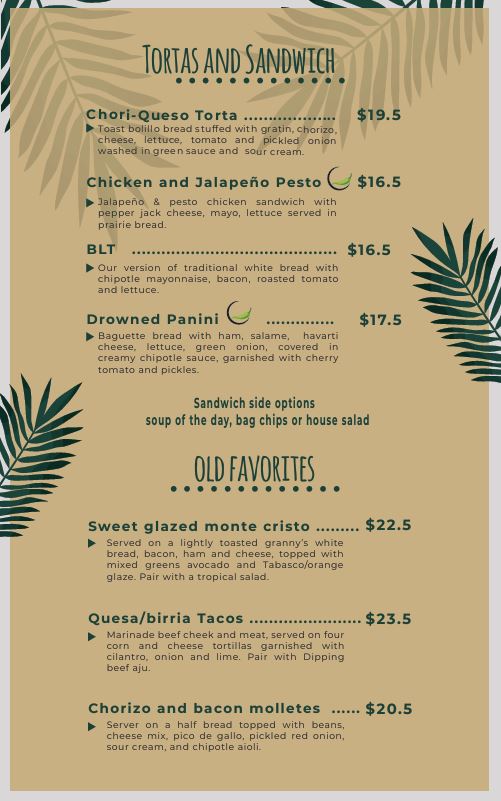 TORTAS AND SANDWICH
Chori-Queso Torta .................. $19.5
Toast bolillo bread stuffed with gratin, chorizo,
cheese, lettuce, tomato and pickled onion
washed in green sauce and sour cream.
Chicken and Jalapeño Pesto $16.5
Jalapeño & pesto chicken sandwich with
pepper jack cheese, mayo, lettuce served in
prairie bread.
BLT ........................................ $16.5
Our version of traditional white bread with
chipotle mayonnaise, bacon, roasted tomato
and lettuce.
Drowned Panini ............. $17.5
Baguette bread with ham, salame, havarti
cheese, lettuce, green onion, covered in
creamy chipotle sauce, garnished with cherry
tomato and pickles.
Sandwich side options
soup of the day, bag chips or house salad
OLD FAVORITES
Sweet glazed monte cristo ......... $22.5
Served on a lightly toasted granny's white
bread, bacon, ham and cheese, topped with
mixed greens avocado and Tabasco/orange
glaze. Pair with a tropical salad.
Quesa/birria Tacos ....................... $23.5
Marinade beef cheek and meat, served on four
corn and cheese tortillas garnished with
cilantro, onion and lime. Pair with Dipping
beef aju.
Chorizo and bacon molletes ...... $20.5
Server on a half bread topped with beans,
cheese mix, pico de gallo, pickled red onion,
sour cream, and chipotle aioli.